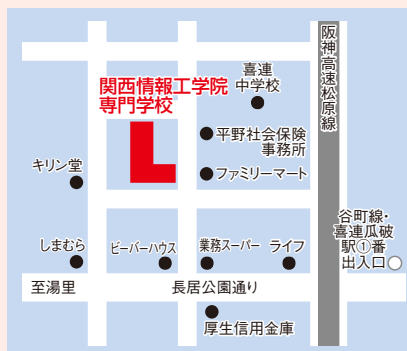 阪神高速松原線
喜連
中学校
関西情報工学院
専門学校
平野社会保険
事務所
ファミリーマート
キリン堂
谷町線・
喜連瓜破
駅①番
出入口
しまむら
ビーバーハウス
業務スーパー
ライフ
至湯里
長居公園通り
厚生信用金庫